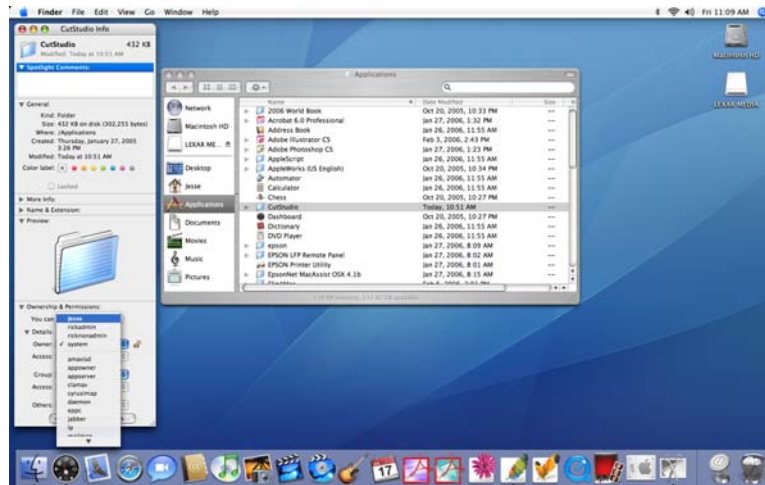 Finder File Edit View Go Window Help
Fri 11:09 AM
CutStudio Info
CutStudio 432 KB
Modified: Today at 10:51 AM
Spotlight Comments:
General:
Kind: Folder
Size: 432 KB on disk (302,255 bytes)
Where: /Applications
Created: Thursday, January 27, 2005
3:26 PM
Modified: Today at 10:51 AM
Color label:
Locked
More Info:
Name & Extension:
Preview:
Ownership & Permissions:
You can
Details
Owner:
Access:
Group:
Access:
Others:
jesse
rickadmin
ricknonadmin
✓ system
amavisd
appowner
appserver
clamav
cyrusimap
daemon
eppc
jabber
lp
Applications
Network
Macintosh HD
LEXAR ME...
Desktop
jesse
Applications
Documents
Movies
Music
Pictures
Name Date Modified Size
2006 World Book Oct 20, 2005, 10:33 PM --
Acrobat 6.0 Professional Jan 27, 2006, 1:32 PM --
Address Book Jan 26, 2006, 11:55 AM --
Adobe Illustrator CS Feb 3, 2006, 2:43 PM --
Adobe Photoshop CS Jan 27, 2006, 1:23 PM --
AppleScript Jan 26, 2006, 11:55 AM --
AppleWorks (US English) Oct 20, 2005, 10:34 PM --
Automator Jan 26, 2006, 11:55 AM --
Calculator Jan 26, 2006, 11:55 AM --
Chess Oct 20, 2005, 10:27 PM --
CutStudio Today, 10:51 AM --
Dashboard Oct 20, 2005, 10:27 PM --
Dictionary Jan 26, 2006, 11:55 AM --
DVD Player Jan 26, 2006, 11:55 AM --
epson Jan 27, 2006, 8:09 AM --
EPSON LFP Remote Panel Jan 27, 2006, 8:02 AM --
EPSON Printer Utility Jan 27, 2006, 8:01 AM --
EpsonNet MacAssist OSX 4.1b Jan 27, 2006, 8:15 AM --
Macintosh HD
LEXAR MEDIA
17